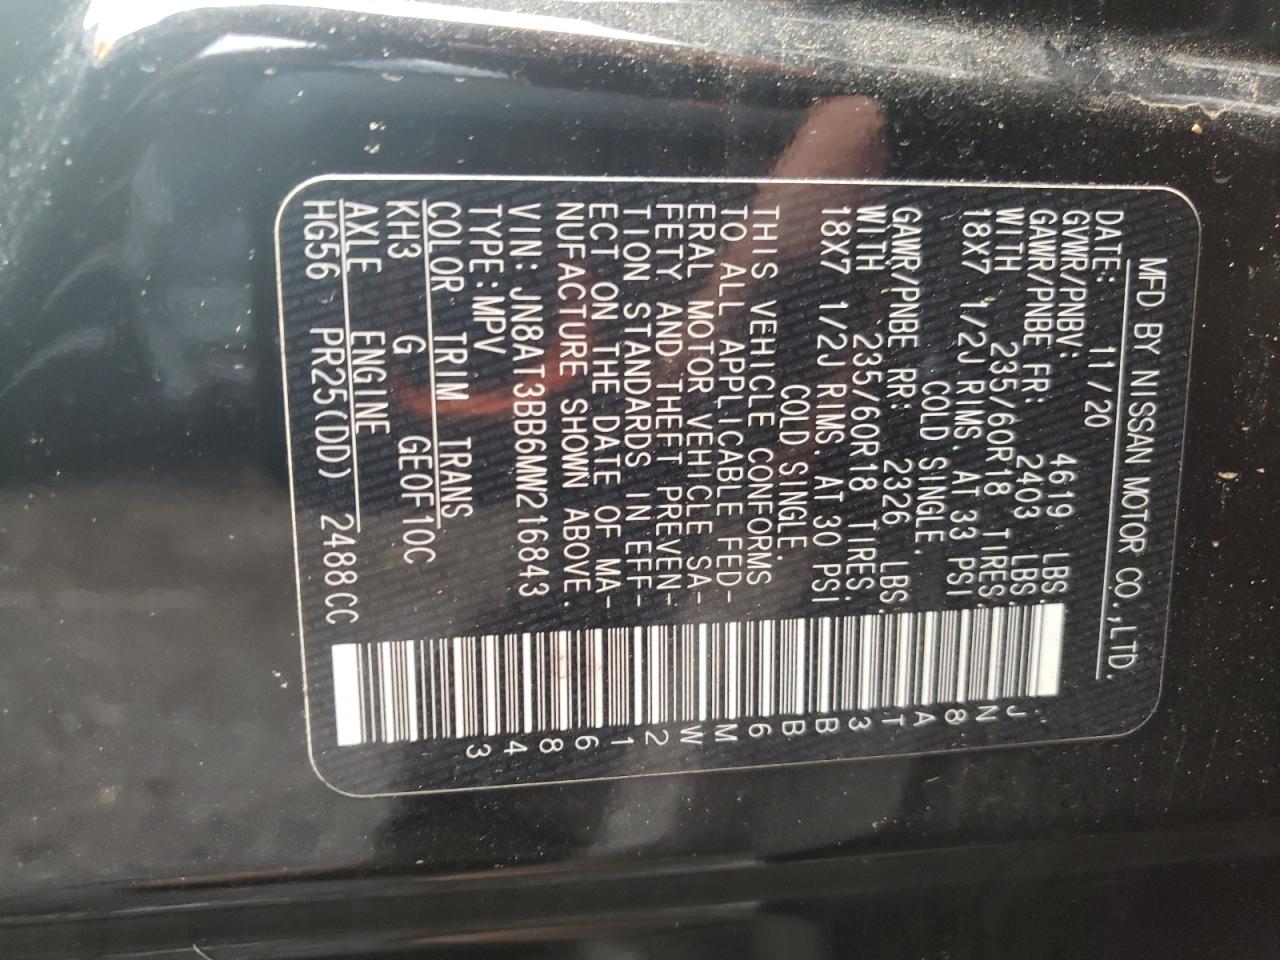 MFD BY NISSAN MOTOR CO.,LTD.
DATE: 11/20
GVWR/PNBV: 4619 LBS.
GAWR/PNBE FR: 2403 LBS.
WITH 235/60R18 TIRES.
18X7 1/2J RIMS. AT 33 PSI
COLD SINGLE.
GAWR/PNBE RR: 2326 LBS.
WITH 235/60R18 TIRES.
18X7 1/2J RIMS. AT 30 PSI
COLD SINGLE.
THIS VEHICLE CONFORMS
TO ALL APPLICABLE FED-
ERAL MOTOR VEHICLE SA-
FETY AND THEFT PREVEN-
TION STANDARDS IN EFF-
ECT ON THE DATE OF MA-
NUFACTURE SHOWN ABOVE.
VIN: JN8AT3BB6MW216843
TYPE:MPV
COLOR TRIM TRANS.
KH3 G GEOF10C
AXLE ENGINE
HG56 PR25(DD) 2488CC
JN8AT3BB6MW216843